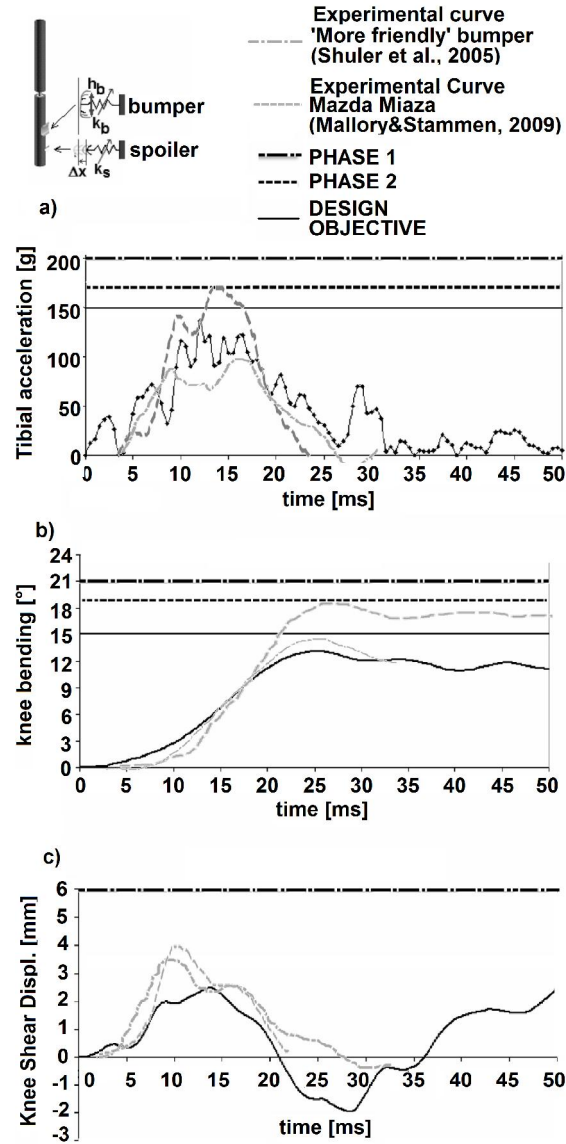 Experimental curve
'More friendly' bumper
(Shuler et al., 2005)
Experimental Curve
Mazda Miaza
(Mallory&Stammen, 2009)
PHASE 1
PHASE 2
DESIGN
OBJECTIVE
h_b
bumper
k_b
spoiler
Δx
k_s
a)
Tibial acceleration [g]
200
150
100
50
0
0 5 10 15 20 25 30 35 40 45 50
time [ms]
b)
knee bending [°]
24
21
18
15
12
9
6
3
0
0 5 10 15 20 25 30 35 40 45 50
time [ms]
c)
Knee Shear Displ. [mm]
6
5
4
3
2
1
0
-1
-2
-3
0 5 10 15 20 25 30 35 40 45 50
time [ms]